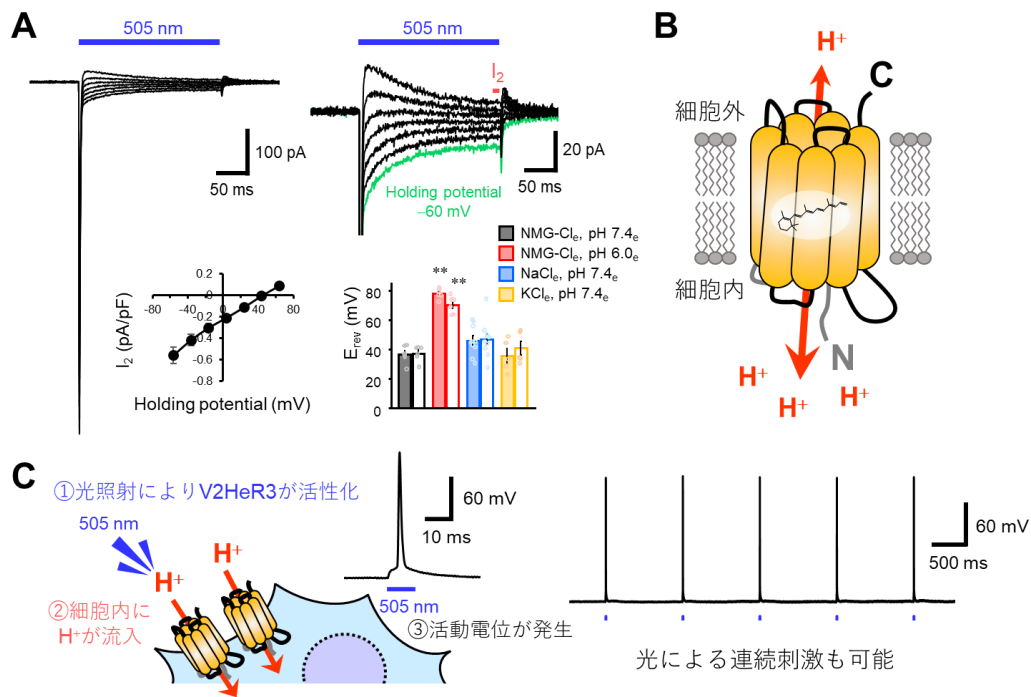 A
505 nm
100 pA
50 ms
505 nm
I₂
20 pA
50 ms
Holding potential
–60 mV
0.2
0
-80 -40 0 40 80
-0.2
-0.4
-0.6
-0.8
I₂ (pA/pF)
Holding potential (mV)
NMG-Clₑ, pH 7.4ₑ
NMG-Clₑ, pH 6.0ₑ
NaClₑ, pH 7.4ₑ
KClₑ, pH 7.4ₑ
** **
80
60
40
20
0
Eᵣₑᵥ (mV)
B
H⁺
C
細胞外
細胞内
N
H⁺
H⁺
H⁺
C
①光照射によりV2HeR3が活性化
505 nm
H⁺
H⁺
②細胞内に
H⁺が流入
60 mV
10 ms
505 nm
③活動電位が発生
60 mV
500 ms
光による連続刺激も可能